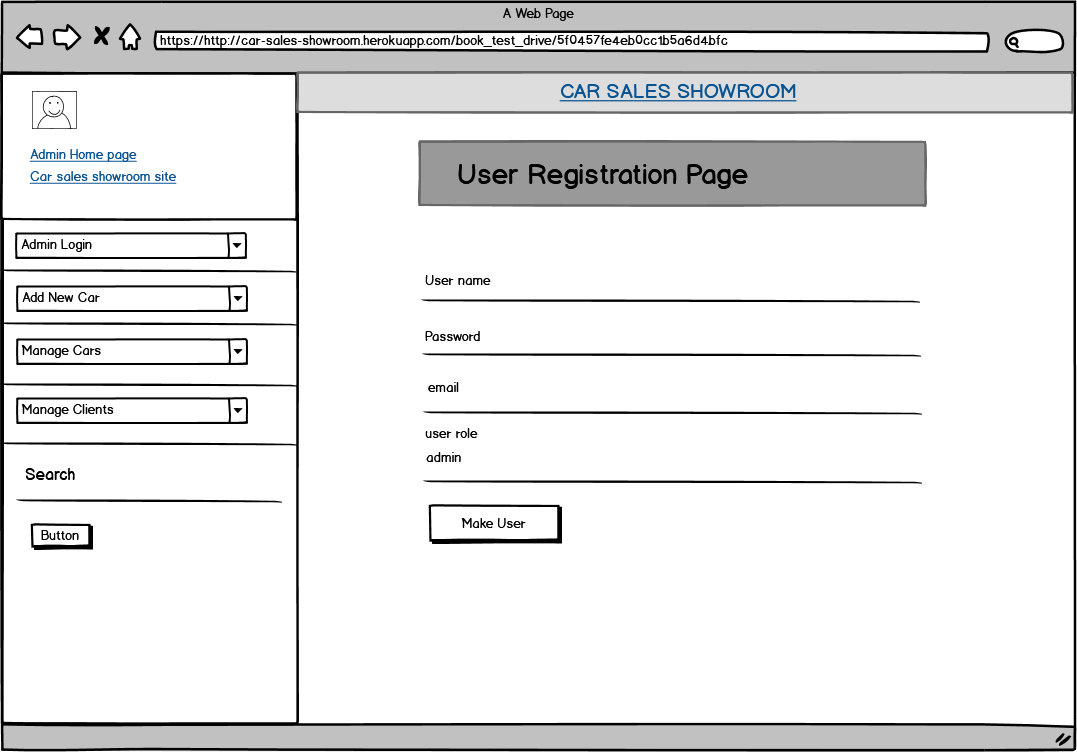 A Web Page
https://http://car-sales-showroom.herokuapp.com/book_test_drive/5f0457fe4eb0cc1b5a6d4bfc
CAR SALES SHOWROOM
Admin Home page
Car sales showroom site
User Registration Page
Admin Login
Add New Car
Manage Cars
Manage Clients
Search
Button
User name
Password
email
user role
admin
Make User